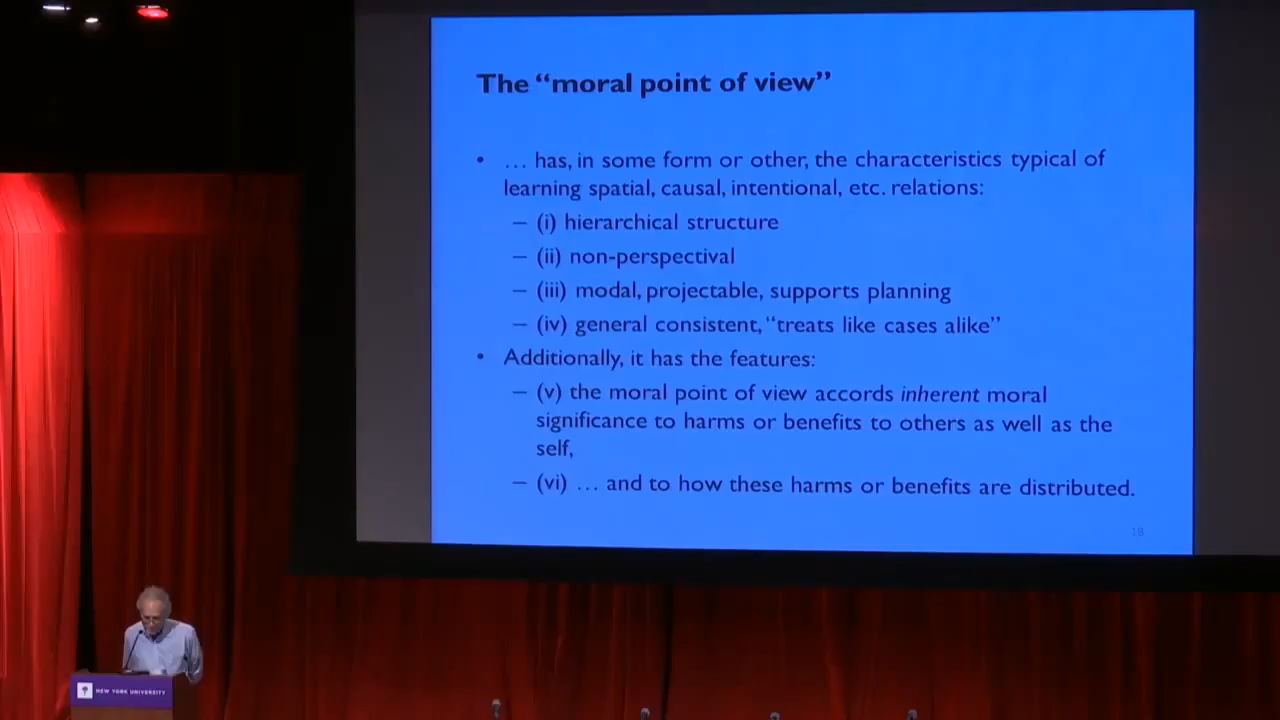 The “moral point of view”
• … has, in some form or other, the characteristics typical of
learning spatial, causal, intentional, etc. relations:
– (i) hierarchical structure
– (ii) non-perspectival
– (iii) modal, projectable, supports planning
– (iv) general consistent, “treats like cases alike”
• Additionally, it has the features:
– (v) the moral point of view accords inherent moral
significance to harms or benefits to others as well as the
self,
– (vi) … and to how these harms or benefits are distributed.
18
NEW YORK UNIVERSITY